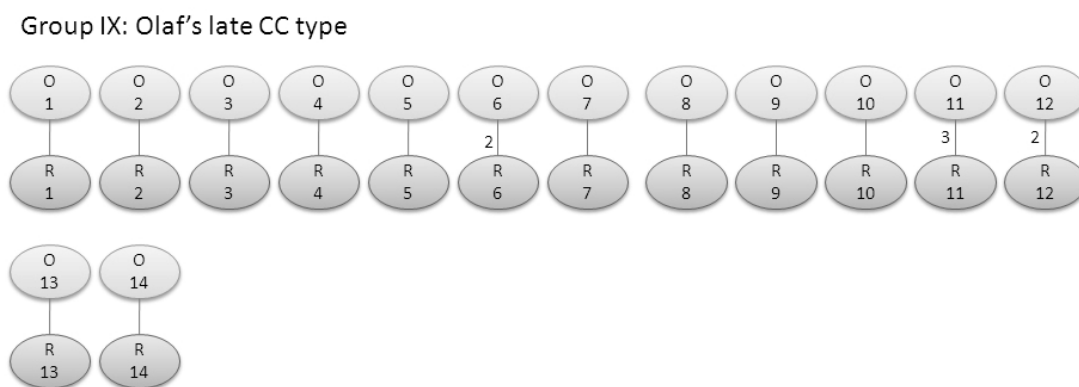 Group IX: Olaf's late CC type
O O O O O O O O O O O O
1 2 3 4 5 6 7 8 9 10 11 12
2 3 2
R R R R R R R R R R R R
1 2 3 4 5 6 7 8 9 10 11 12
O O
13 14
R R
13 14